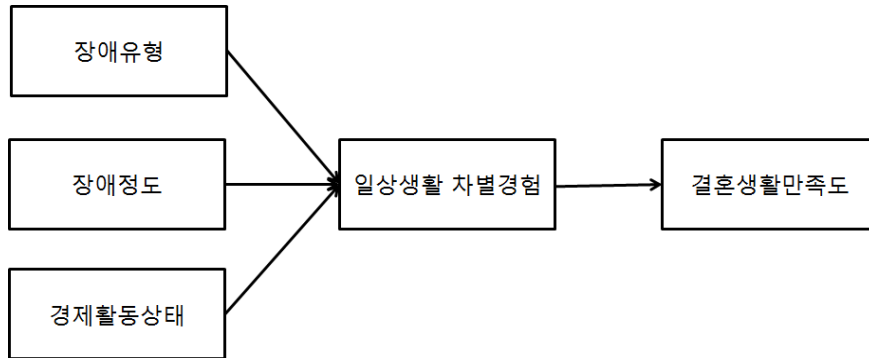 장애유형
장애정도
일상생활 차별경험
결혼생활만족도
경제활동상태